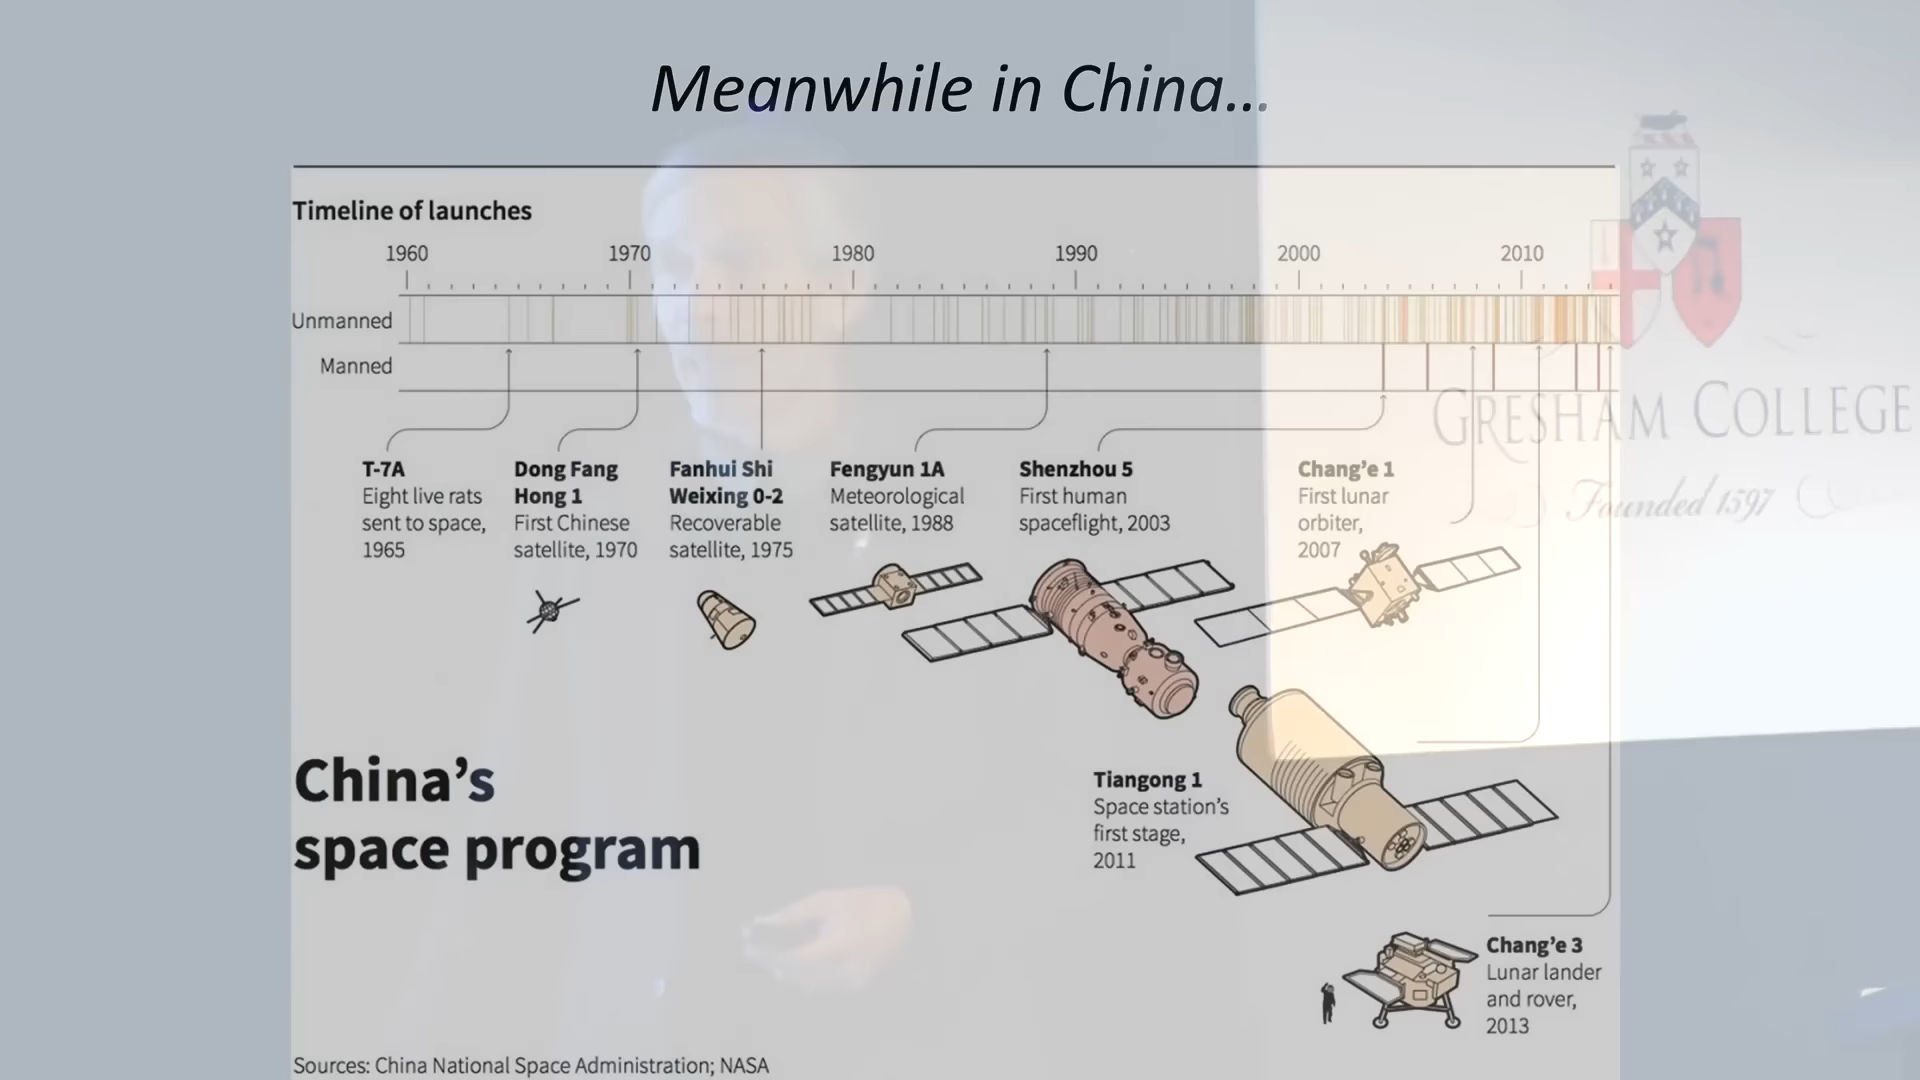 Meanwhile in China...
Timeline of launches
1960 1970 1980 1990 2000 2010
Unmanned
Manned
T-7A
Eight live rats
sent to space,
1965
Dong Fang
Hong 1
First Chinese
satellite, 1970
Fanhui Shi
Weixing 0-2
Recoverable
satellite, 1975
Fengyun 1A
Meteorological
satellite, 1988
Shenzhou 5
First human
spaceflight, 2003
Chang’e 1
First lunar
orbiter,
2007
GRESHAM COLLEGE
Founded 1597
China’s
space program
Tiangong 1
Space station’s
first stage,
2011
Chang’e 3
Lunar lander
and rover,
2013
Sources: China National Space Administration; NASA